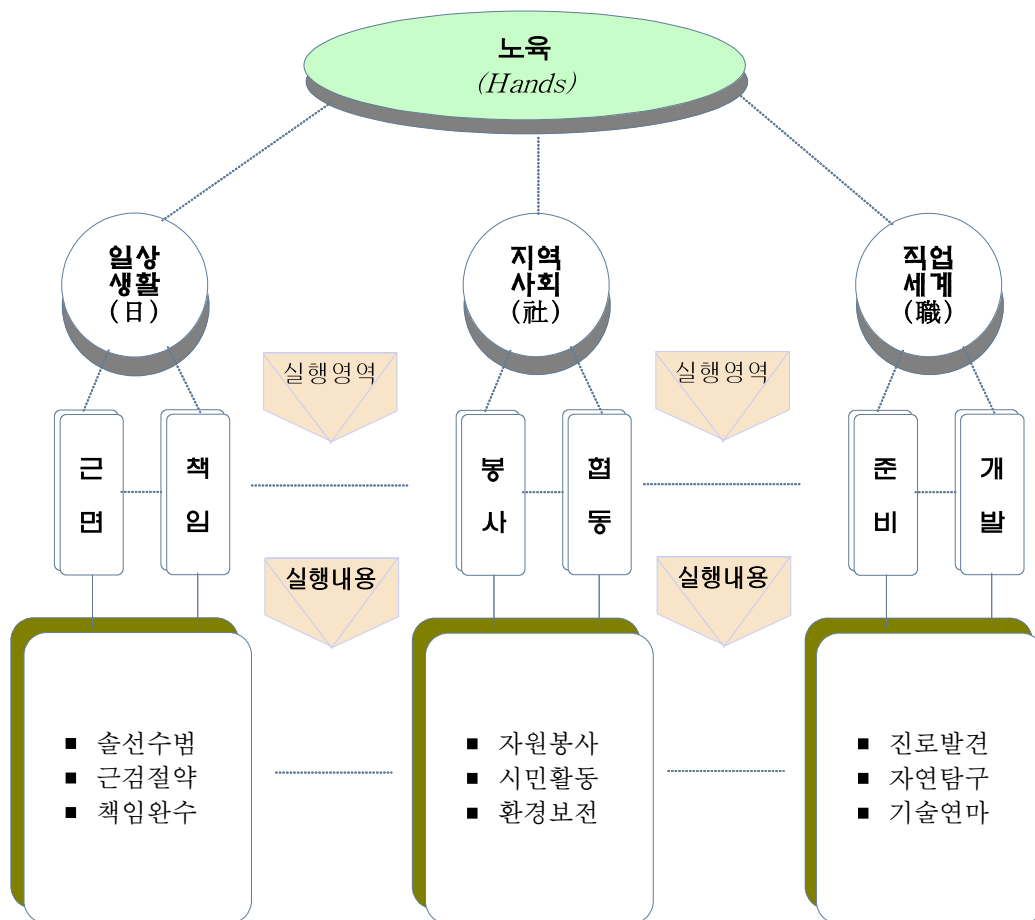 노육
(Hands)
일상
생활
(日)
지역
사회
(社)
직업
세계
(職)
실행영역
실행영역
근면
책임
봉사
협동
준비
개발
실행내용
실행내용
■ 솔선수범
■ 근검절약
■ 책임완수
■ 자원봉사
■ 시민활동
■ 환경보전
■ 진로발견
■ 자연탐구
■ 기술연마